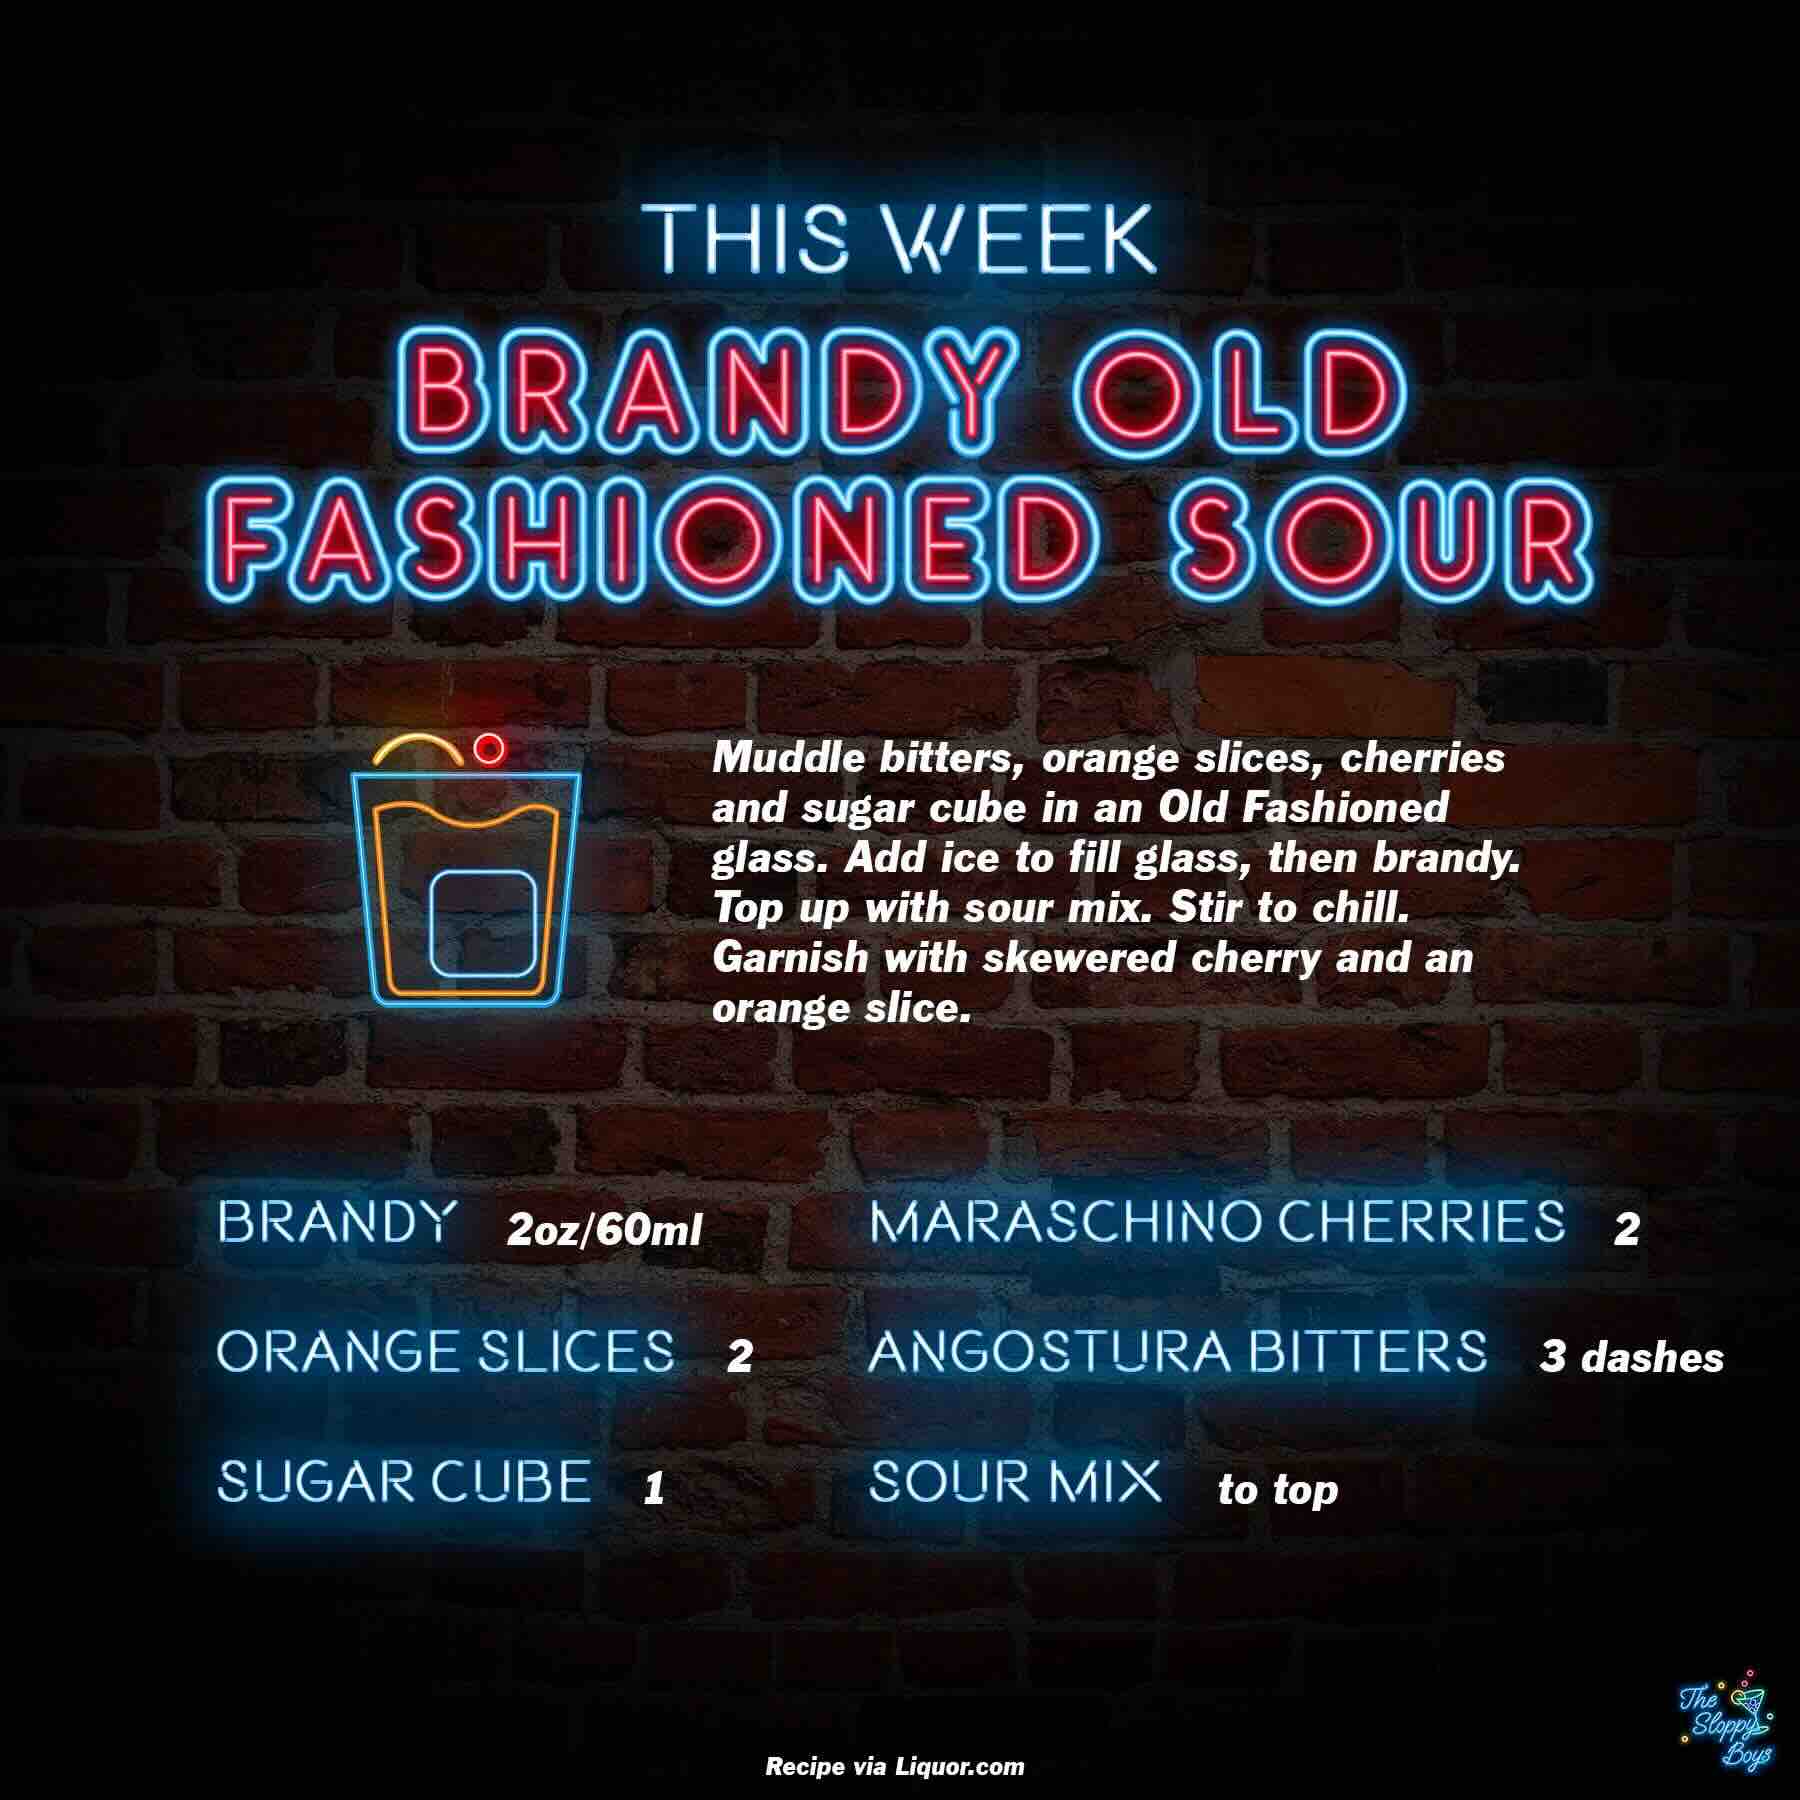 THIS WEEK
BRANDY OLD
FASHIONED SOUR
Muddle bitters, orange slices, cherries
and sugar cube in an Old Fashioned
glass. Add ice to fill glass, then brandy.
Top up with sour mix. Stir to chill.
Garnish with skewered cherry and an
orange slice.
BRANDY 2oz/60ml
MARASCHINO CHERRIES 2
ORANGE SLICES 2
ANGOSTURA BITTERS 3 dashes
SUGAR CUBE 1
SOUR MIX to top
The
Sloppy
Boys
Recipe via Liquor.com